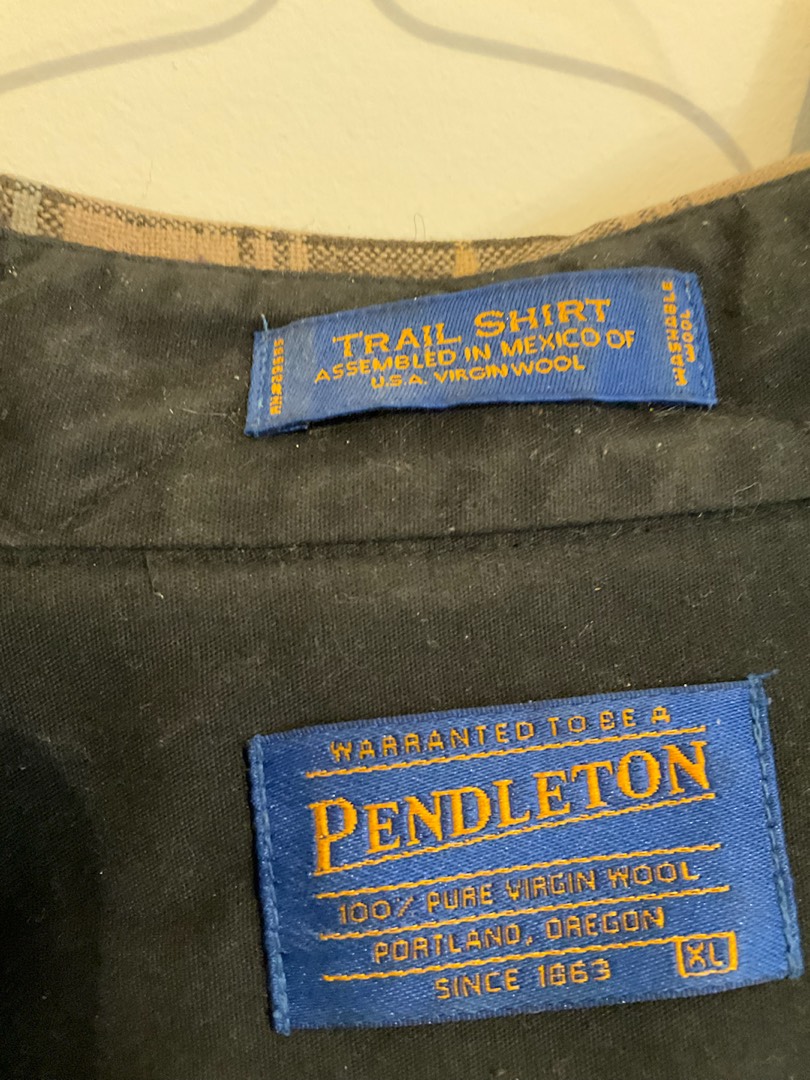 TRAIL SHIRT
ASSEMBLED IN MEXICO OF
U.S.A. VIRGIN WOOL
WASHABLE
WOOL
WARRANTED TO BE A
PENDLETON
100% PURE VIRGIN WOOL
PORTLAND, OREGON
SINCE 1863
XL